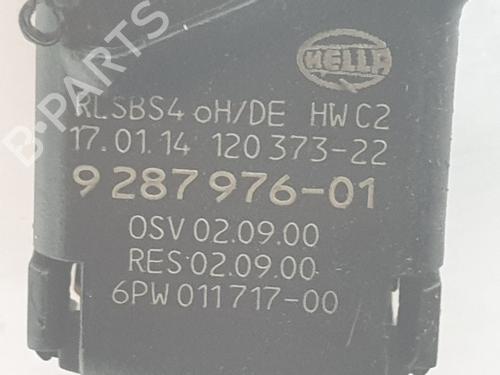 HELLA
RLSBS4 oH/DE HW C2
17.01.14 120 373-22
9 287 976-01
OSV 02.09.00
RES 02.09.00
6PW 011717-00
B-PARTS